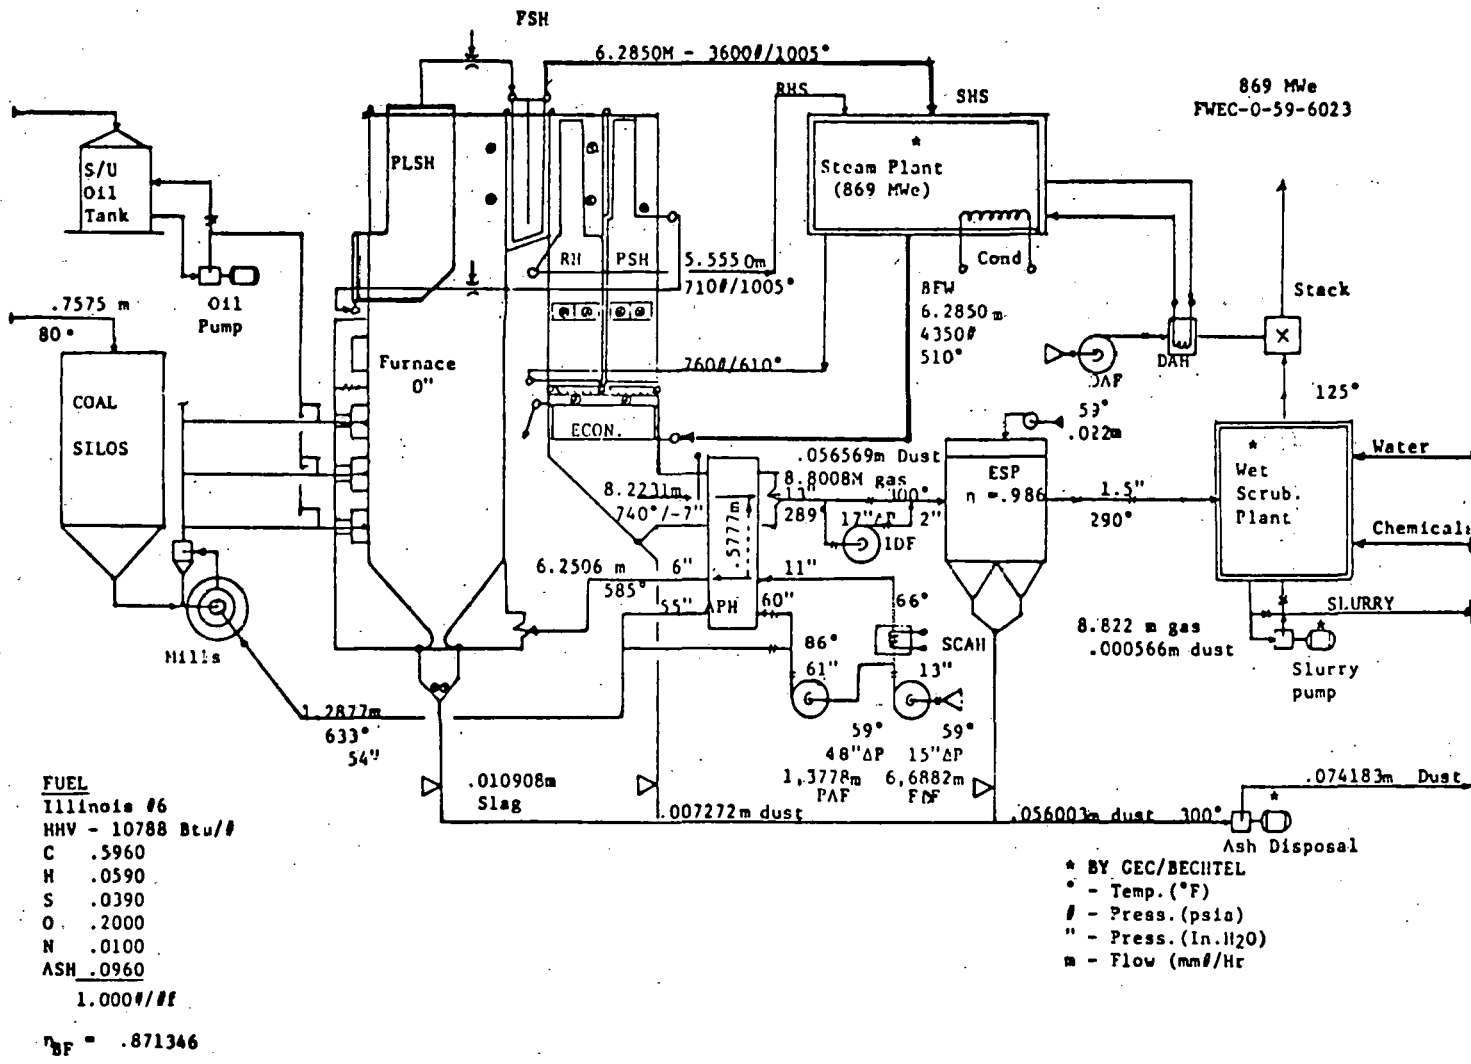 FSH
6.2850M - 3600#/1005°
869 MWe
FWEC-0-59-6023
RHS
SHS
S/U
Oil
Tank
PLSH
*
Steam Plant
(869 MWe)
RH
PSH
5.5550m
710#/1005°
Cond
Oil
Pump
Stack
.7575 m
80°
BFW
6.2850m
4350#
510°
Furnace
0"
760#/610°
DAF
DAH
COAL
SILOS
59°
.022m
125°
ECON.
*
Wet
Scrub.
Plant
Water
.056569m Dust
8.8008M gas
ESP
η = .986
8.2231m
740°/-7"
13"
289°
300°
17"ΔP
2"
1.5"
290°
.5777m
IDF
Chemicals
6.2506 m
585°
6"
11"
55"
APH
60"
66°
SLURRY
86°
61"
SCAH
13"
8.822 m gas
.000566m dust
*
Slurry
pump
Mills
1.2877m
633°
54"
59°
48"ΔP
1.3778m
PAF
59°
15"ΔP
6.6882m
FDF
.010908m
Slag
.007272m dust
.056003m dust
300°
.074183m Dust
*
Ash Disposal
FUEL
Illinois #6
HHV - 10788 Btu/#
C .5960
H .0590
S .0390
O .2000
N .0100
ASH .0960
1.000#/#f
ηBF = .871346
* BY GEC/BECHTEL
° - Temp.(°F)
# - Press.(psia)
" - Press.(In.H2O)
m - Flow (mm#/Hr